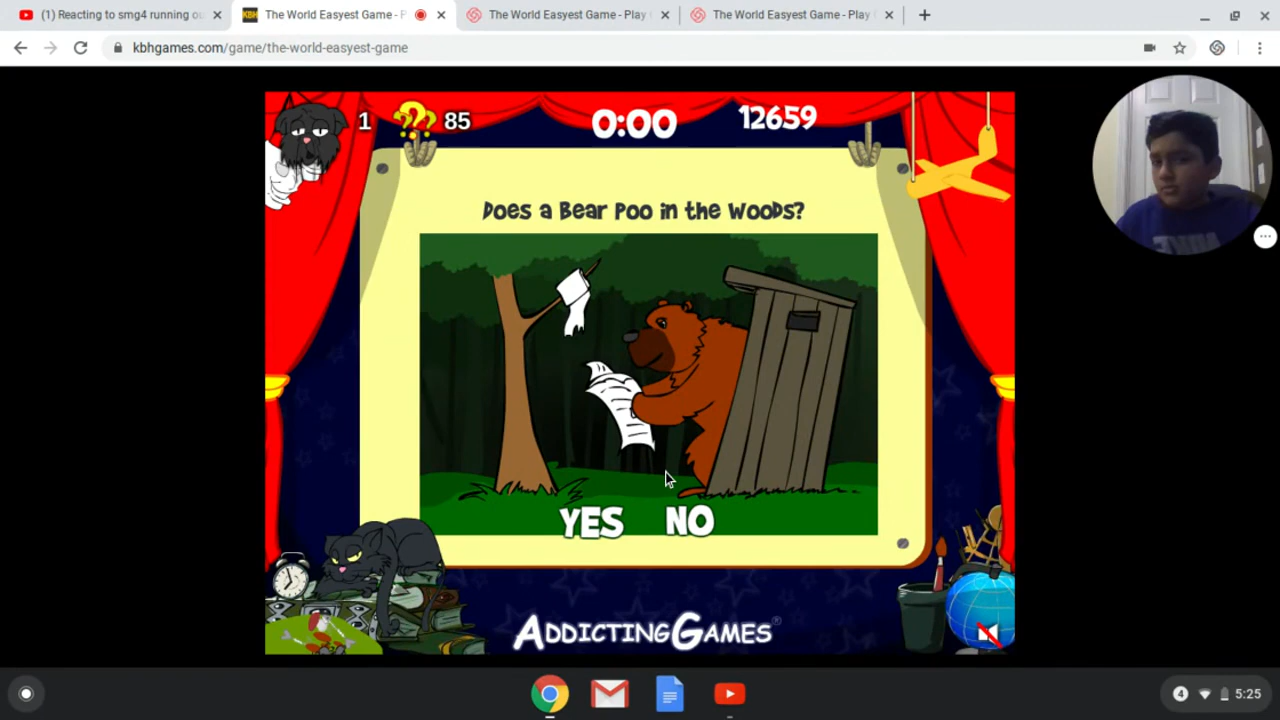 (1) Reacting to smg4 running ou
The World Easyest Game - P
The World Easyest Game - Play
The World Easyest Game - Play
kbhgames.com/game/the-world-easyest-game
1
??
85
0:00
12659
Does a Bear Poo in the Woods?
YES NO
ADDICTINGGAMES®
4
5:25